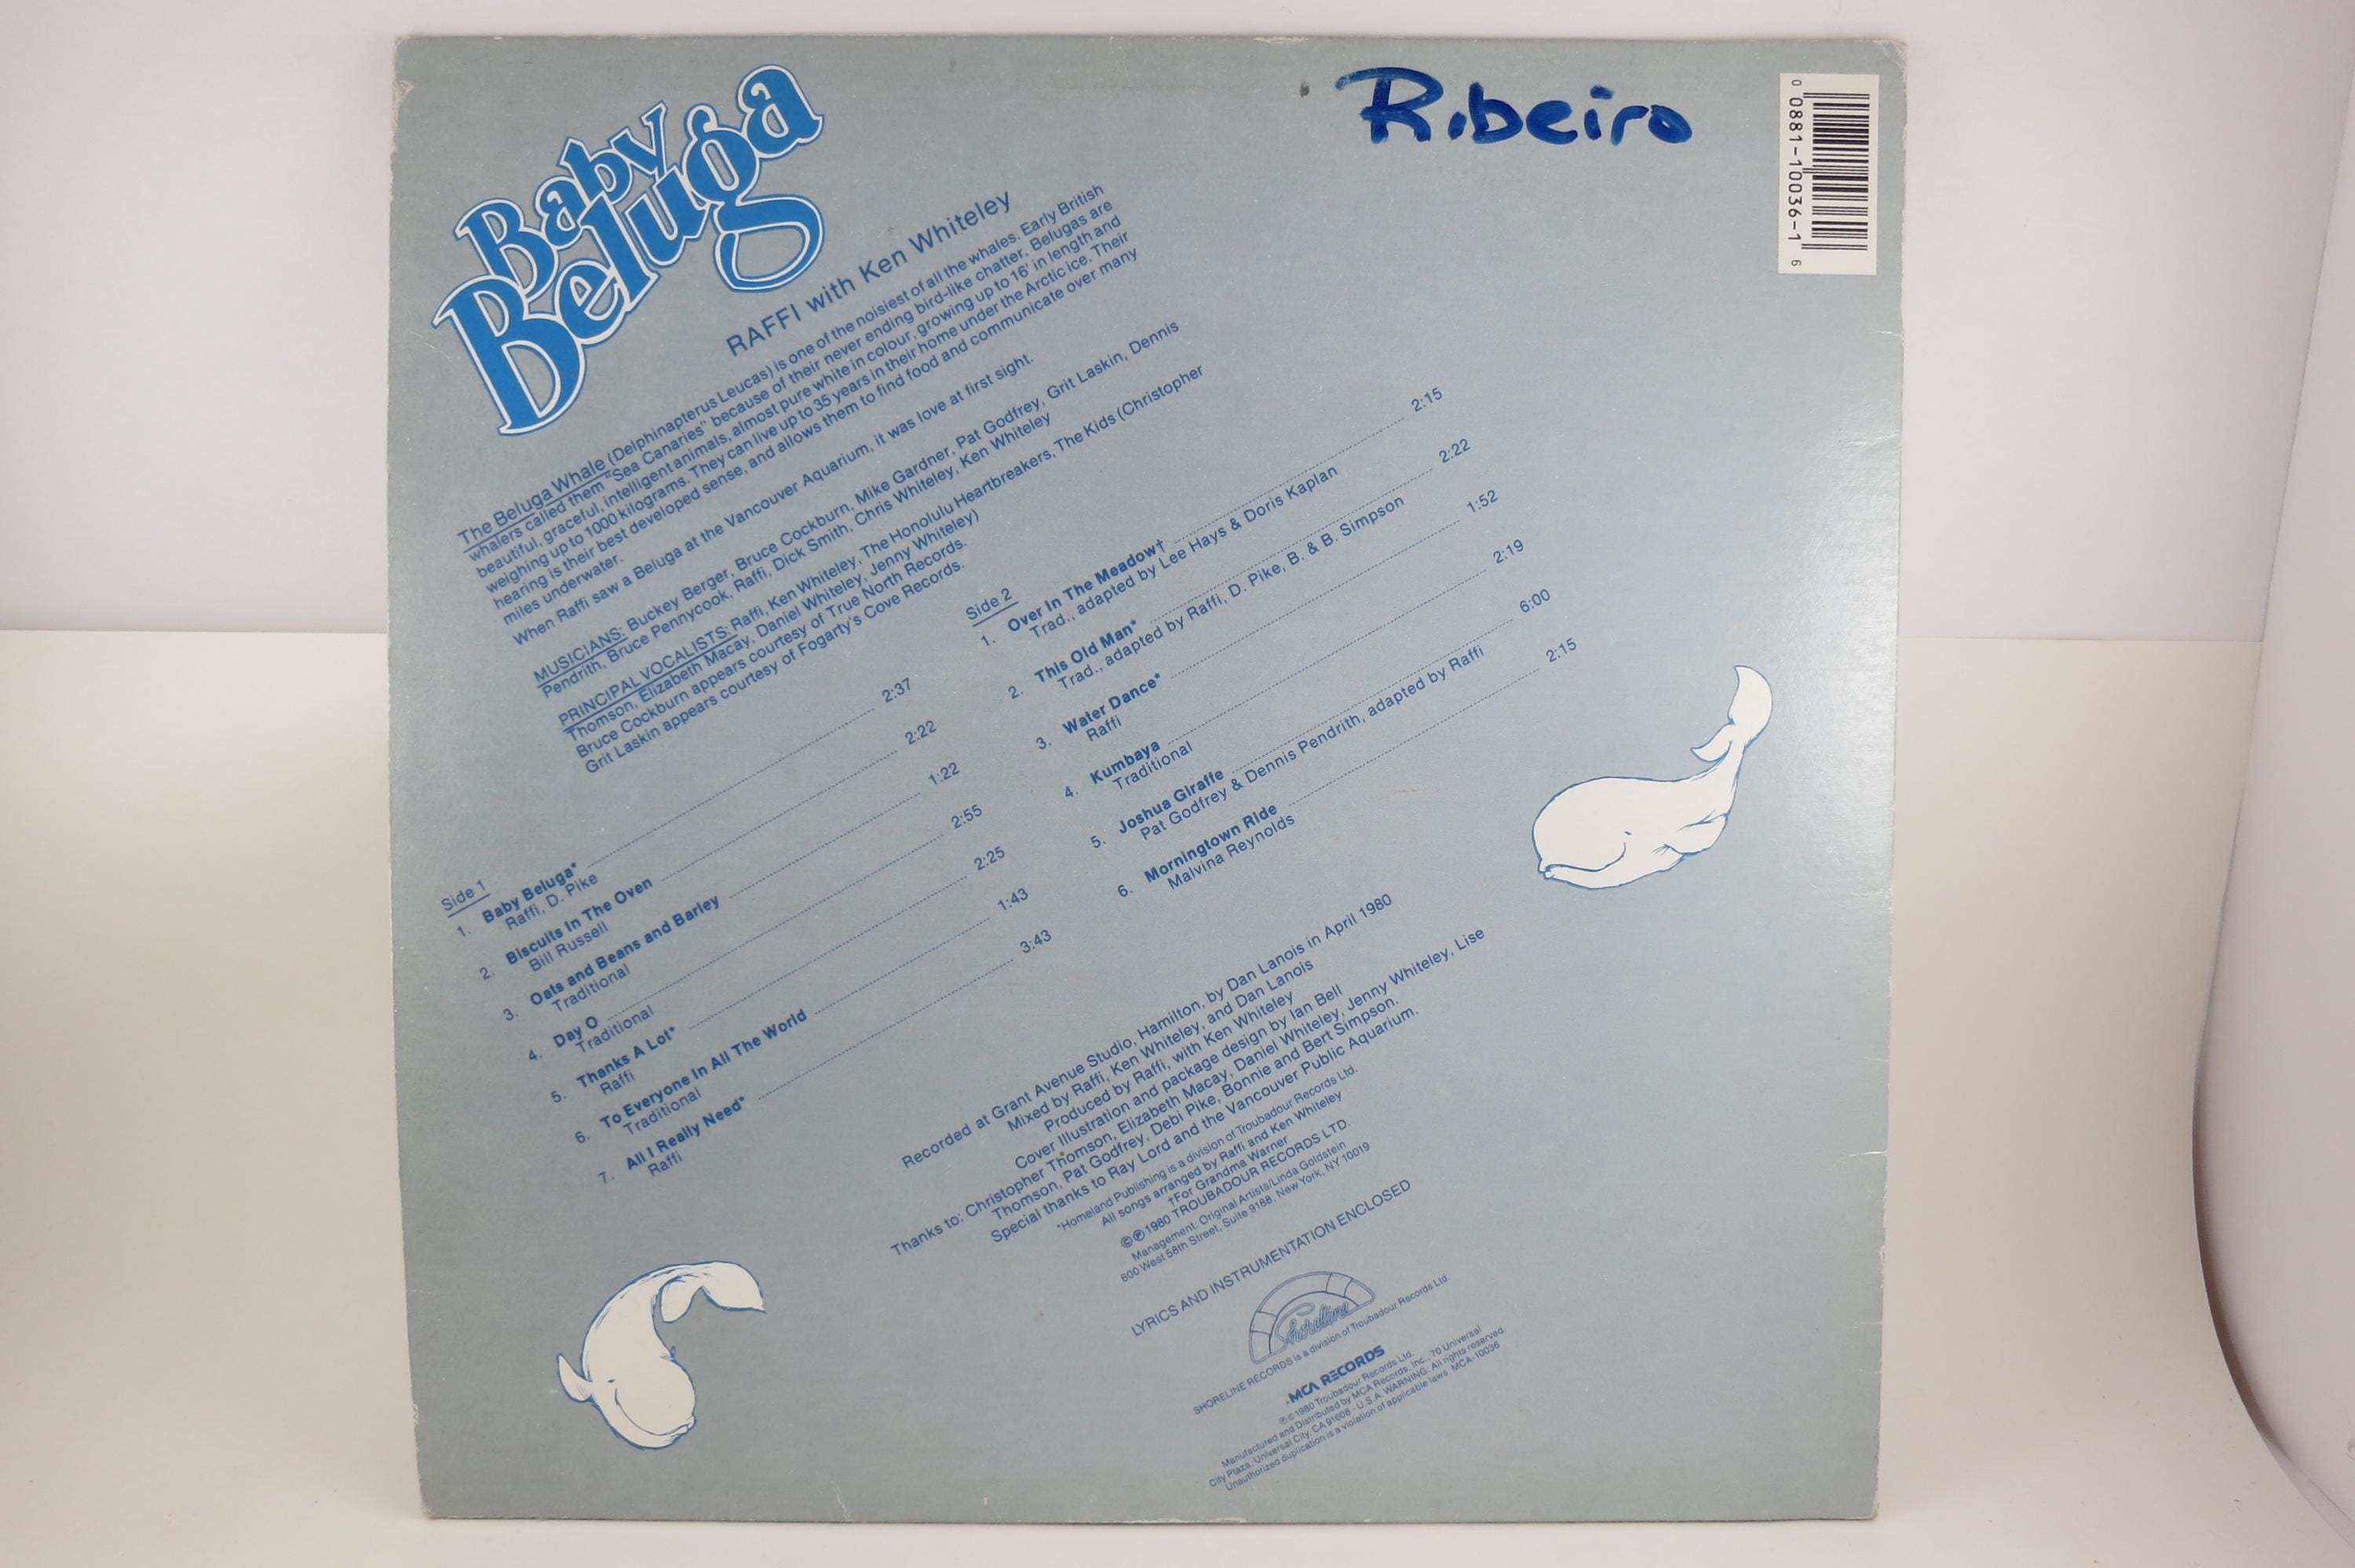 Baby
Beluga
Ribeiro
0 0881-10036-1 6
RAFFI with Ken Whiteley
The Beluga Whale (Delphinapterus Leucas) is one of the noisiest of all the whales. Early British
whalers called them "Sea Canaries" because of their never ending bird-like chatter. Belugas are
beautiful, graceful, intelligent animals, almost pure white in colour, growing up to 16' in length and
weighing up to 1000 kilograms. They can live up to 35 years in their home under the Arctic ice. Their
hearing is their best developed sense, and allows them to find food and communicate over many
miles underwater.
When Raffi saw a Beluga at the Vancouver Aquarium, it was love at first sight.
MUSICIANS: Buckey Berger, Bruce Cockburn, Mike Gardner, Pat Godfrey, Grit Laskin, Dennis
Pendrith, Bruce Pennycook, Raffi, Dick Smith, Chris Whiteley, Ken Whiteley
PRINCIPAL VOCALISTS: Raffi, Ken Whiteley, The Honolulu Heartbreakers, The Kids (Christopher
Thomson, Elizabeth Macay, Daniel Whiteley, Jenny Whiteley)
Bruce Cockburn appears courtesy of True North Records.
Grit Laskin appears courtesy of Fogarty's Cove Records.
Side 1
1. Baby Beluga* 2:37
Raffi, D. Pike
2. Biscuits In The Oven 2:22
Bill Russell
3. Oats and Beans and Barley 1:22
Traditional
4. Day O 2:55
Traditional
5. Thanks A Lot* 2:25
Raffi
6. To Everyone In All The World 1:43
Traditional
7. All I Really Need* 3:43
Raffi
Side 2
1. Over In The Meadow† 2:15
Trad., adapted by Lee Hays & Doris Kaplan
2. This Old Man* 2:22
Trad., adapted by Raffi, D. Pike, B. & B. Simpson
3. Water Dance* 1:52
Raffi
4. Kumbaya 2:19
Traditional
5. Joshua Giraffe 6:00
Pat Godfrey & Dennis Pendrith, adapted by Raffi
6. Morningtown Ride 2:15
Malvina Reynolds
Recorded at Grant Avenue Studio, Hamilton, by Dan Lanois in April 1980
Mixed by Raffi, Ken Whiteley, and Dan Lanois
Produced by Raffi, with Ken Whiteley
Cover Illustration and package design by Ian Bell
Thanks to: Christopher Thomson, Elizabeth Macay, Daniel Whiteley, Jenny Whiteley, Lise
Thomson, Pat Godfrey, Debi Pike, Bonnie and Bert Simpson.
Special thanks to Ray Lord and the Vancouver Public Aquarium.
*Homeland Publishing is a division of Troubadour Records Ltd.
All songs arranged by Raffi and Ken Whiteley
†For Grandma Warner
©℗1980 TROUBADOUR RECORDS LTD.
Management: Original Artists/Linda Goldstein
600 West 58th Street, Suite 9188, New York, NY 10019
LYRICS AND INSTRUMENTATION ENCLOSED
Shoreline
SHORELINE RECORDS is a division of Troubadour Records Ltd.
MCA RECORDS
℗©1980 Troubadour Records Ltd.
Manufactured and Distributed by MCA Records, Inc., 70 Universal
City Plaza, Universal City, CA 91608 - U.S.A. WARNING: All rights reserved.
Unauthorized duplication is a violation of applicable laws. MCA-10036